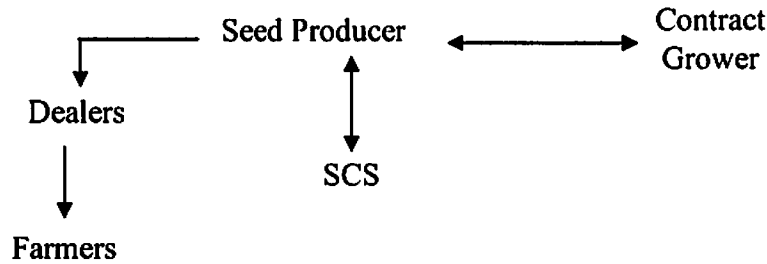 Seed Producer
Contract
Grower
Dealers
SCS
Farmers